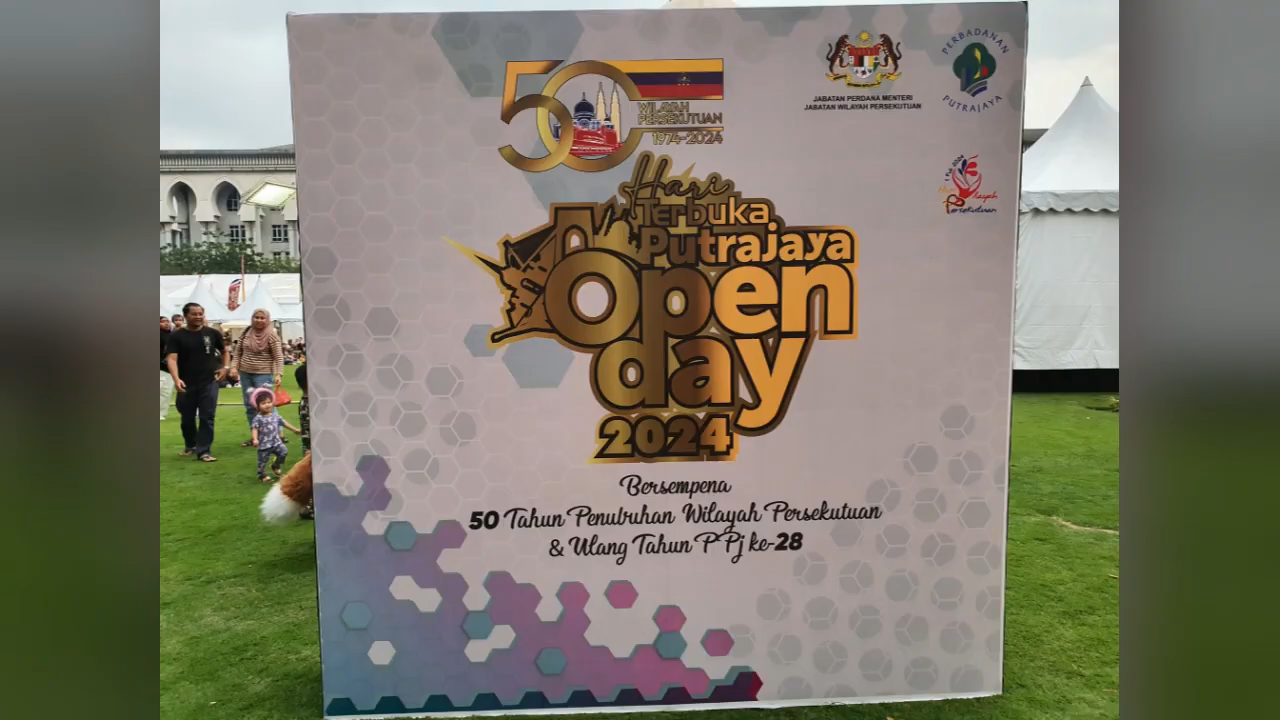 50
WILAYAH
PERSEKUTUAN
1974-2024
JABATAN PERDANA MENTERI
JABATAN WILAYAH PERSEKUTUAN
PERBADANAN
PUTRAJAYA
Hari
Terbuka
Putrajaya
Open
day
2024
Bersempena
50 Tahun Penubuhan Wilayah Persekutuan
& Ulang Tahun PPj ke-28